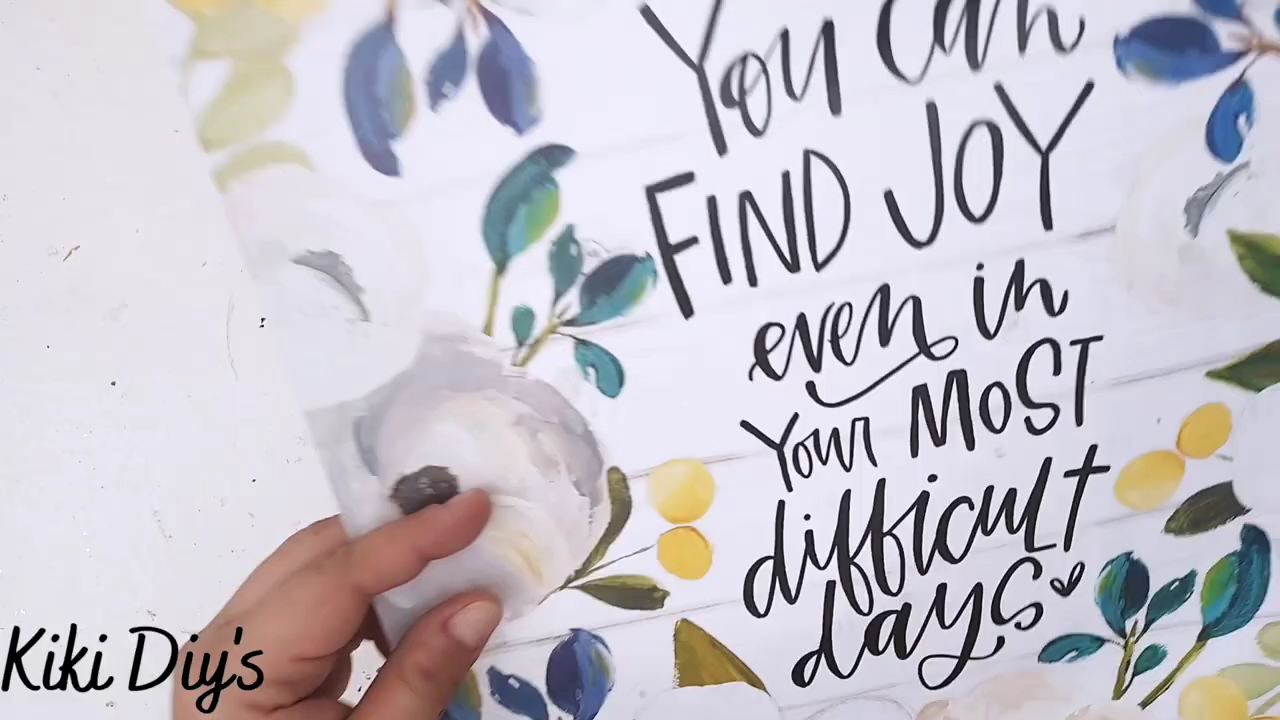 You can
FIND JOY
even in
Your MOST
difficult
days
Kiki Diy's